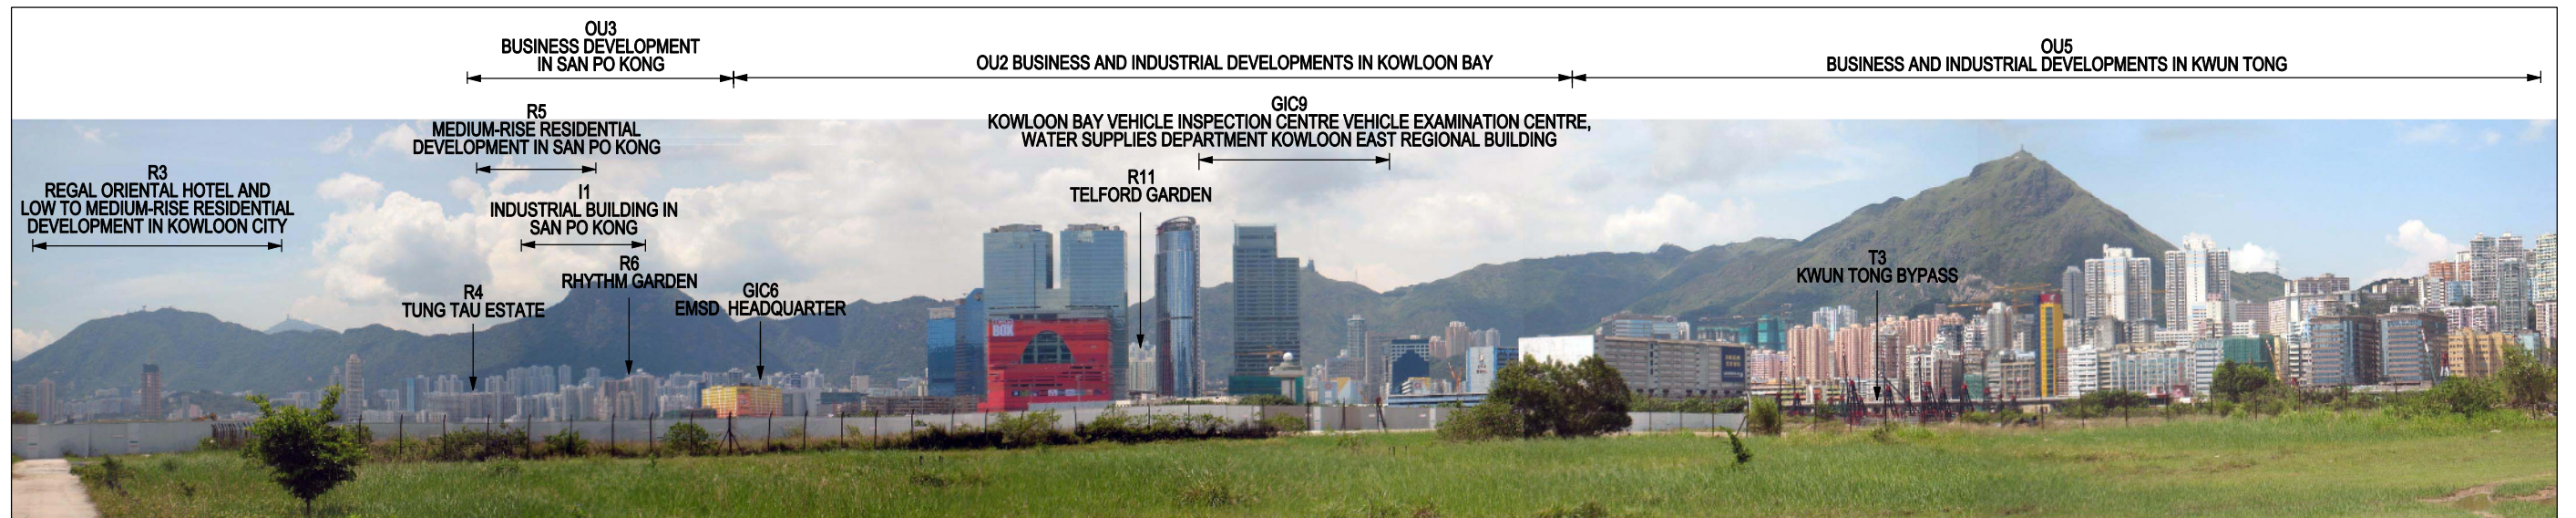 OU3
BUSINESS DEVELOPMENT
IN SAN PO KONG
OU2 BUSINESS AND INDUSTRIAL DEVELOPMENTS IN KOWLOON BAY
OU5
BUSINESS AND INDUSTRIAL DEVELOPMENTS IN KWUN TONG
R5
MEDIUM-RISE RESIDENTIAL
DEVELOPMENT IN SAN PO KONG
GIC9
KOWLOON BAY VEHICLE INSPECTION CENTRE VEHICLE EXAMINATION CENTRE,
WATER SUPPLIES DEPARTMENT KOWLOON EAST REGIONAL BUILDING
R3
REGAL ORIENTAL HOTEL AND
LOW TO MEDIUM-RISE RESIDENTIAL
DEVELOPMENT IN KOWLOON CITY
I1
INDUSTRIAL BUILDING IN
SAN PO KONG
R11
TELFORD GARDEN
R6
RHYTHM GARDEN
R4
TUNG TAU ESTATE
GIC6
EMSD HEADQUARTER
T3
KWUN TONG BYPASS
BOX
IKEA